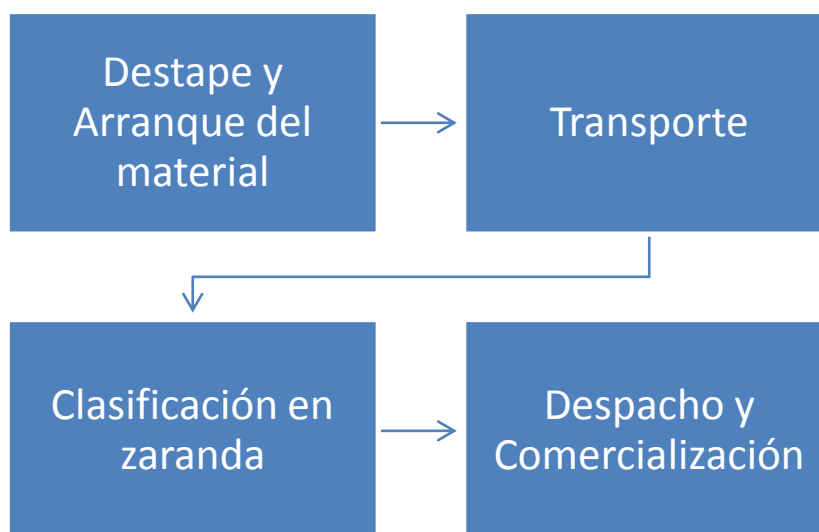 Destape y
Arranque del
material
Transporte
Clasificación en
zaranda
Despacho y
Comercialización